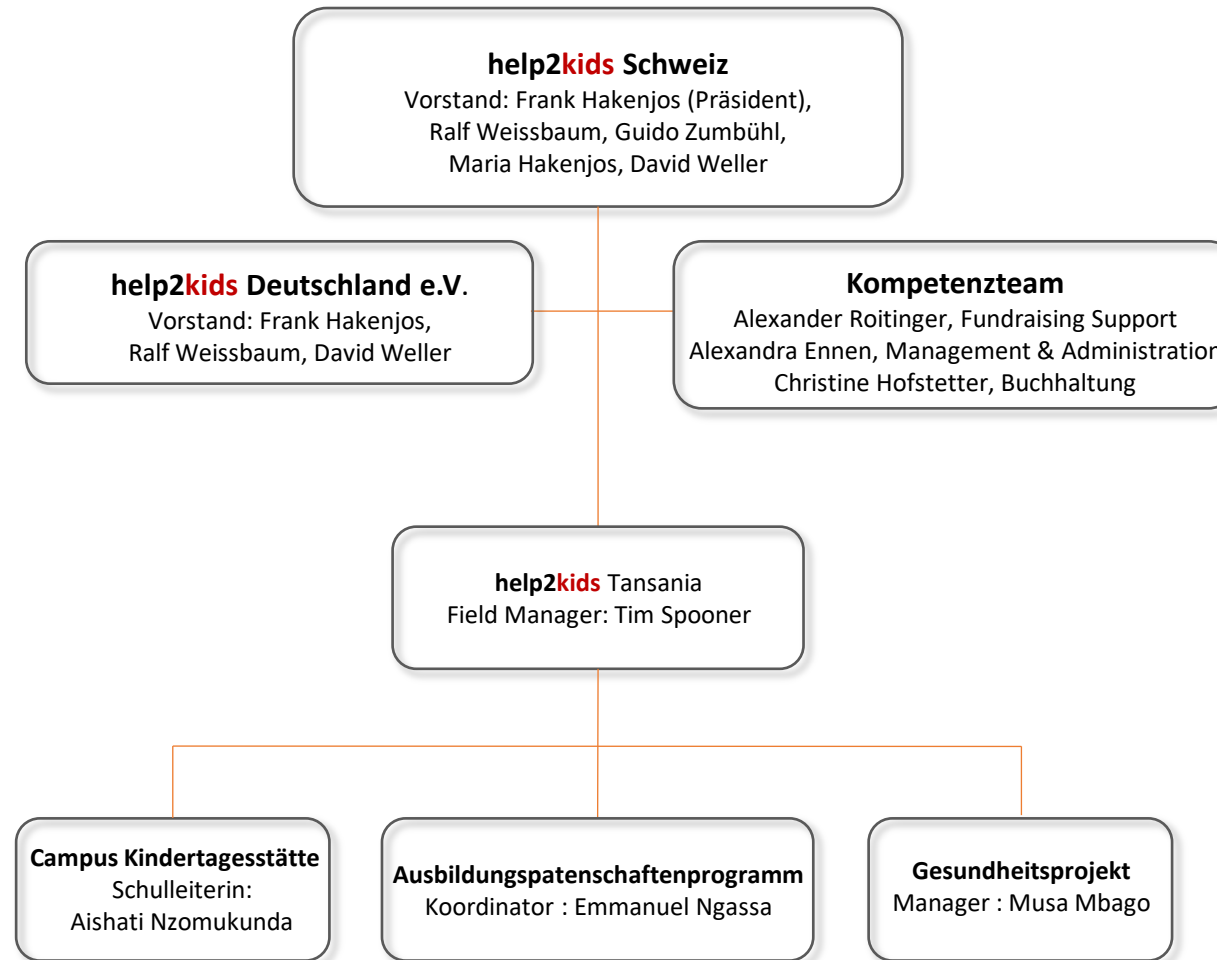 help2kids Schweiz
Vorstand: Frank Hakenjos (Präsident),
Ralf Weissbaum, Guido Zumbühl,
Maria Hakenjos, David Weller
help2kids Deutschland e.V.
Vorstand: Frank Hakenjos,
Ralf Weissbaum, David Weller
Kompetenzteam
Alexander Roitinger, Fundraising Support
Alexandra Ennen, Management & Administration
Christine Hofstetter, Buchhaltung
help2kids Tansania
Field Manager: Tim Spooner
Campus Kindertagesstätte
Schulleiterin:
Aishati Nzomukunda
Ausbildungspatenschaftenprogramm
Koordinator : Emmanuel Ngassa
Gesundheitsprojekt
Manager : Musa Mbago